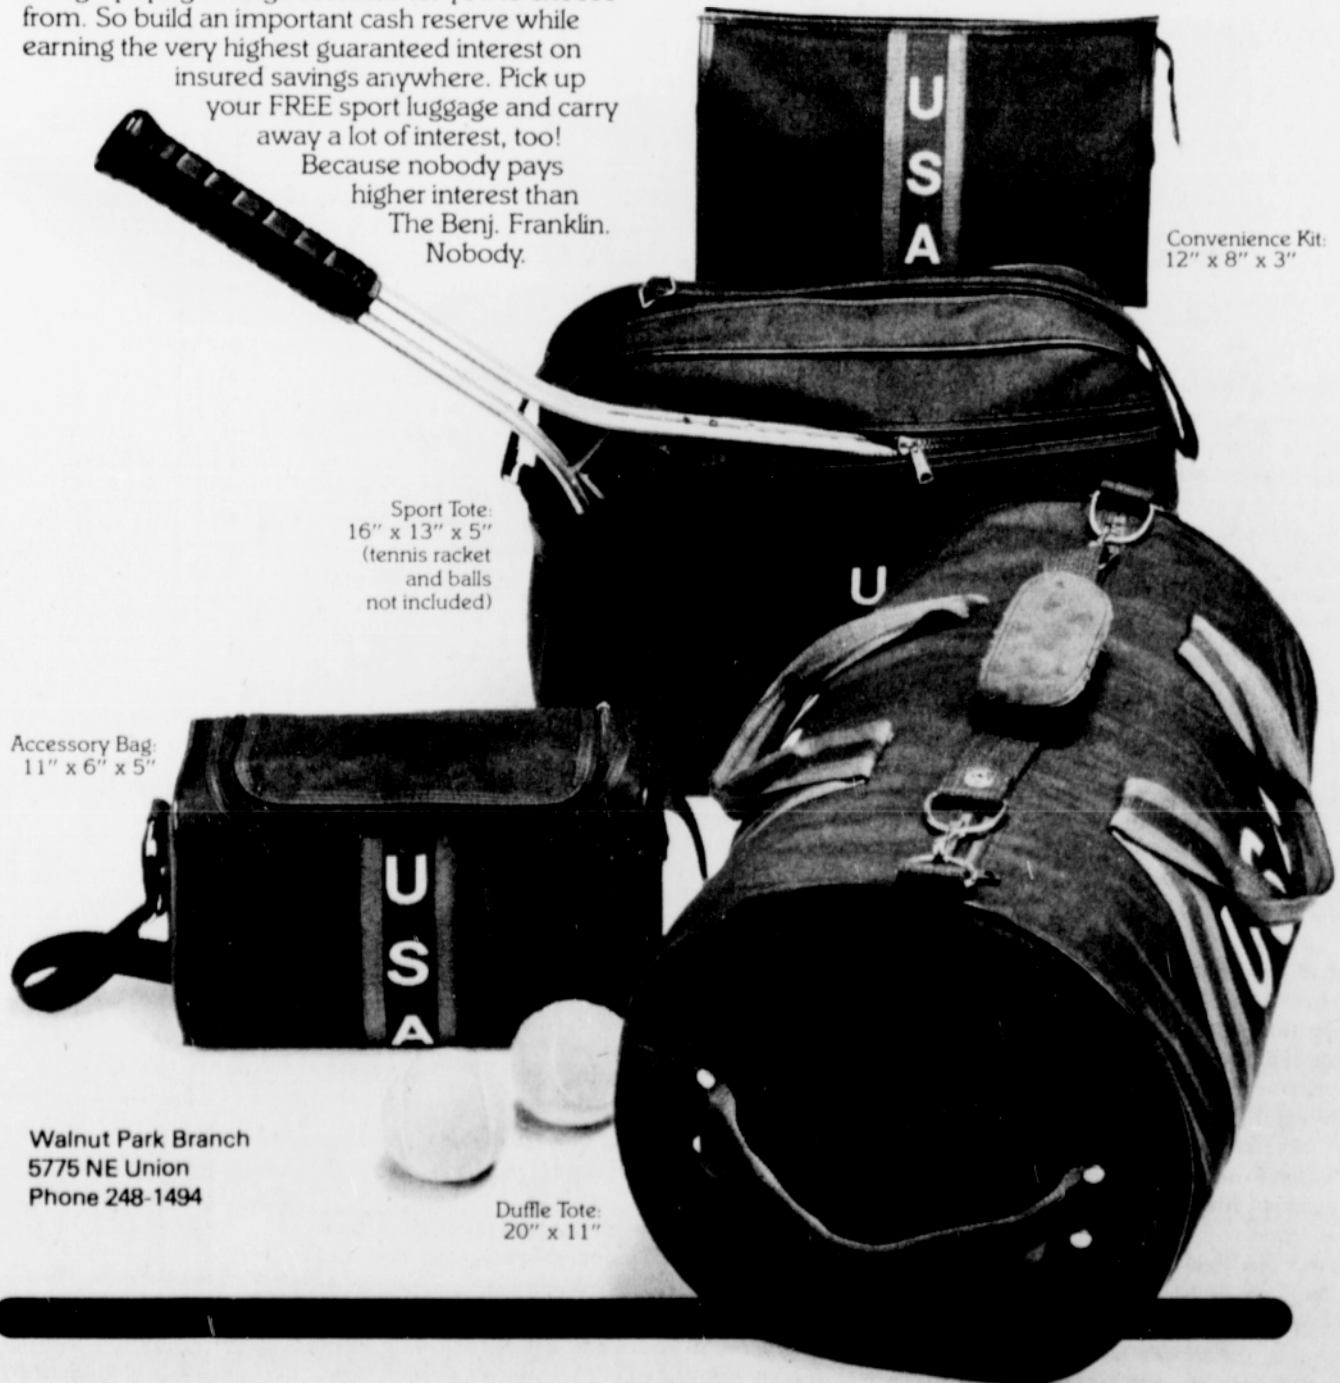 from. So build an important cash reserve while
earning the very highest guaranteed interest on
insured savings anywhere. Pick up
your FREE sport luggage and carry
away a lot of interest, too!
Because nobody pays
higher interest than
The Benj. Franklin.
Nobody.
U
S
A
Convenience Kit:
12" x 8" x 3"
Sport Tote:
16" x 13" x 5"
(tennis racket
and balls
not included)
U
Accessory Bag:
11" x 6" x 5"
U
S
A
U
S
Walnut Park Branch
5775 NE Union
Phone 248-1494
Duffle Tote:
20" x 11"